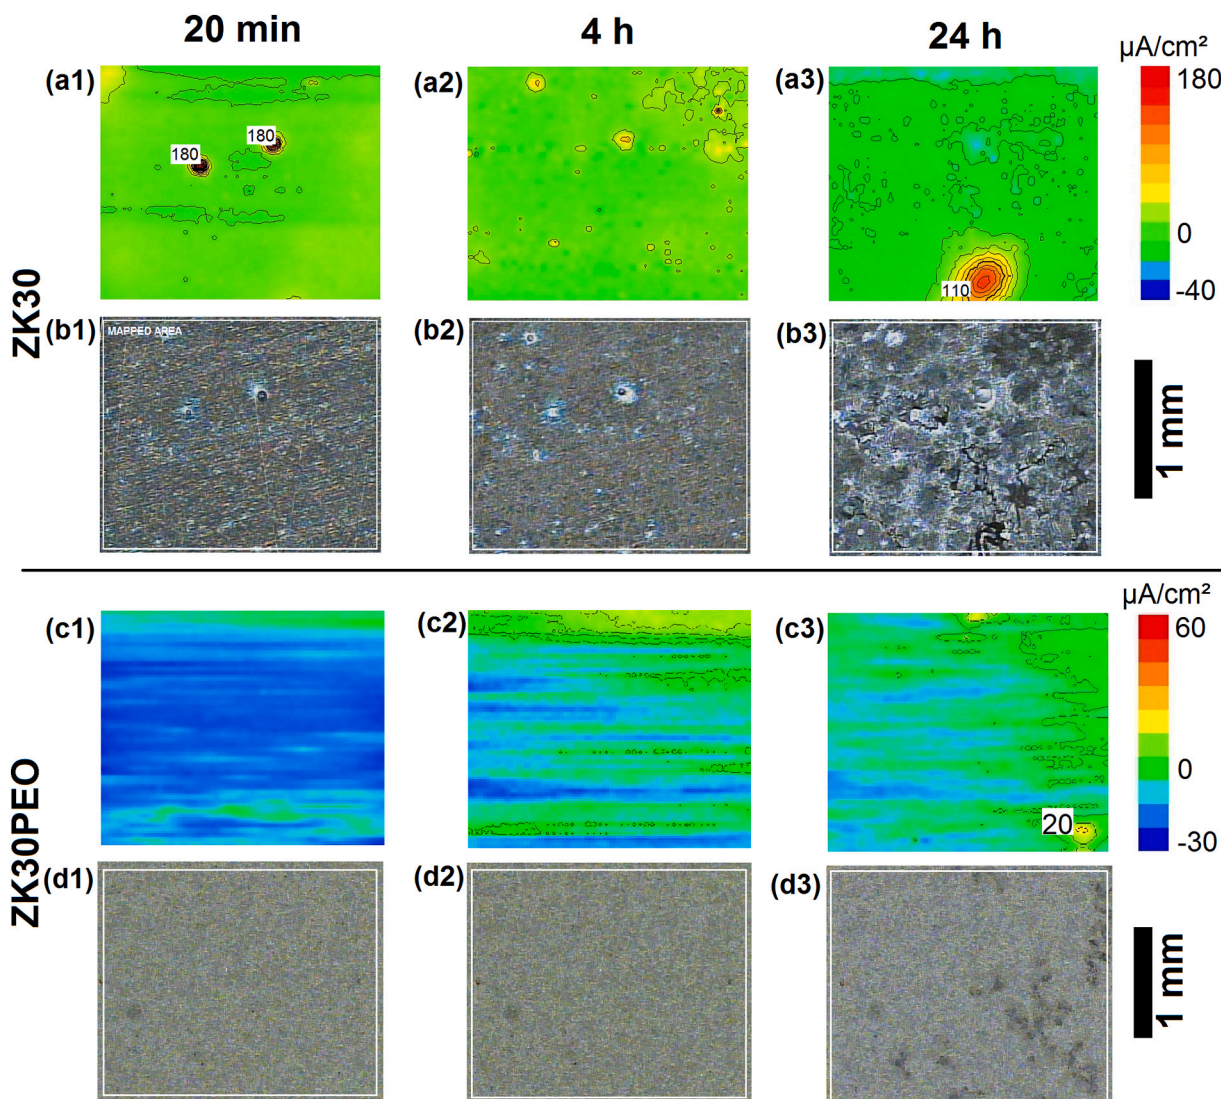 20 min
4 h
24 h
µA/cm²
(a1)
(a2)
(a3)
180
180
180
110
0
-40
ZK30
(b1)
MAPPED AREA
(b2)
(b3)
1 mm
µA/cm²
(c1)
(c2)
(c3)
60
0
-30
20
ZK30PEO
(d1)
(d2)
(d3)
1 mm